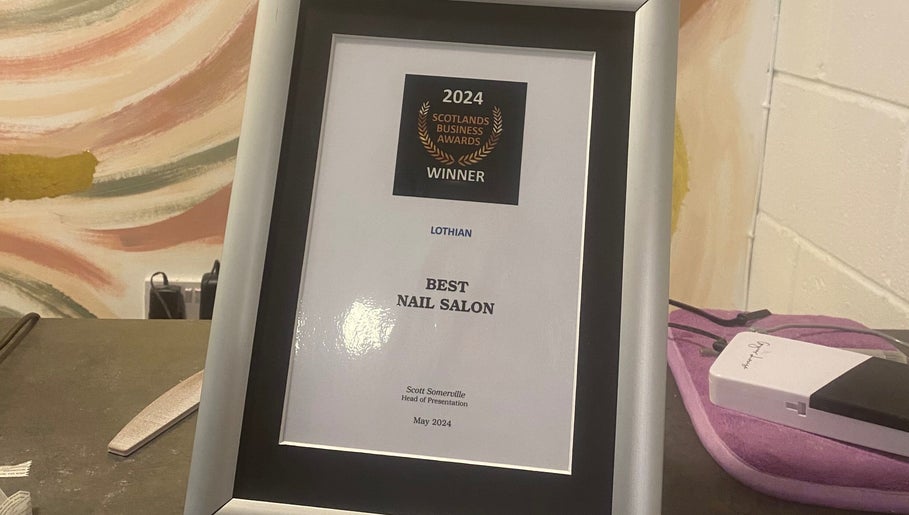 2024
SCOTLANDS
BUSINESS
AWARDS
WINNER
LOTHIAN
BEST
NAIL SALON
Scott Somerville
Head of Presentation
May 2024